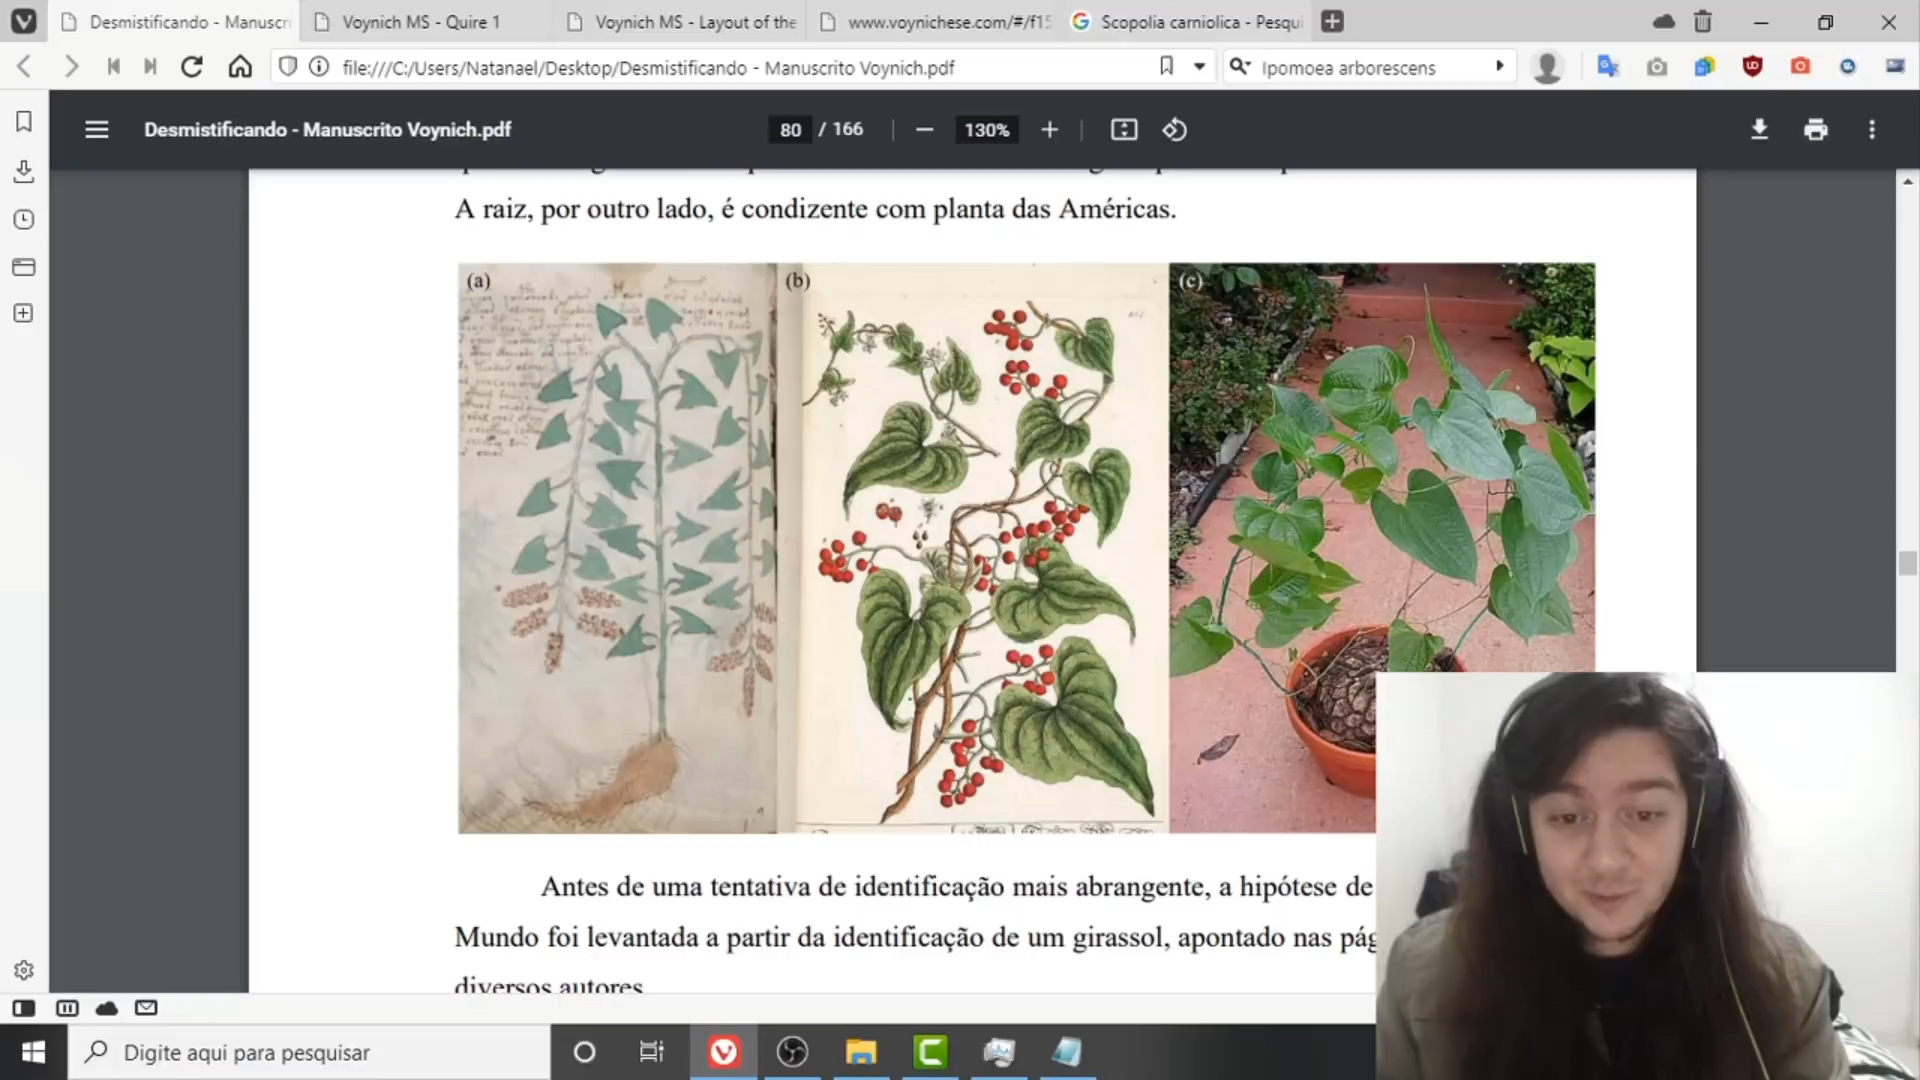 Desmistificando - Manuscr
Voynich MS - Quire 1
Voynich MS - Layout of the
www.voynichese.com/#/f15
Scopolia carniolica - Pesqui
file:///C:/Users/Natanael/Desktop/Desmistificando - Manuscrito Voynich.pdf
Ipomoea arborescens
Desmistificando - Manuscrito Voynich.pdf
80 / 166
130%
A raiz, por outro lado, é condizente com planta das Américas.
(a)
(b)
(c)
Antes de uma tentativa de identificação mais abrangente, a hipótese de
Mundo foi levantada a partir da identificação de um girassol, apontado nas pág
diversos autores
Digite aqui para pesquisar